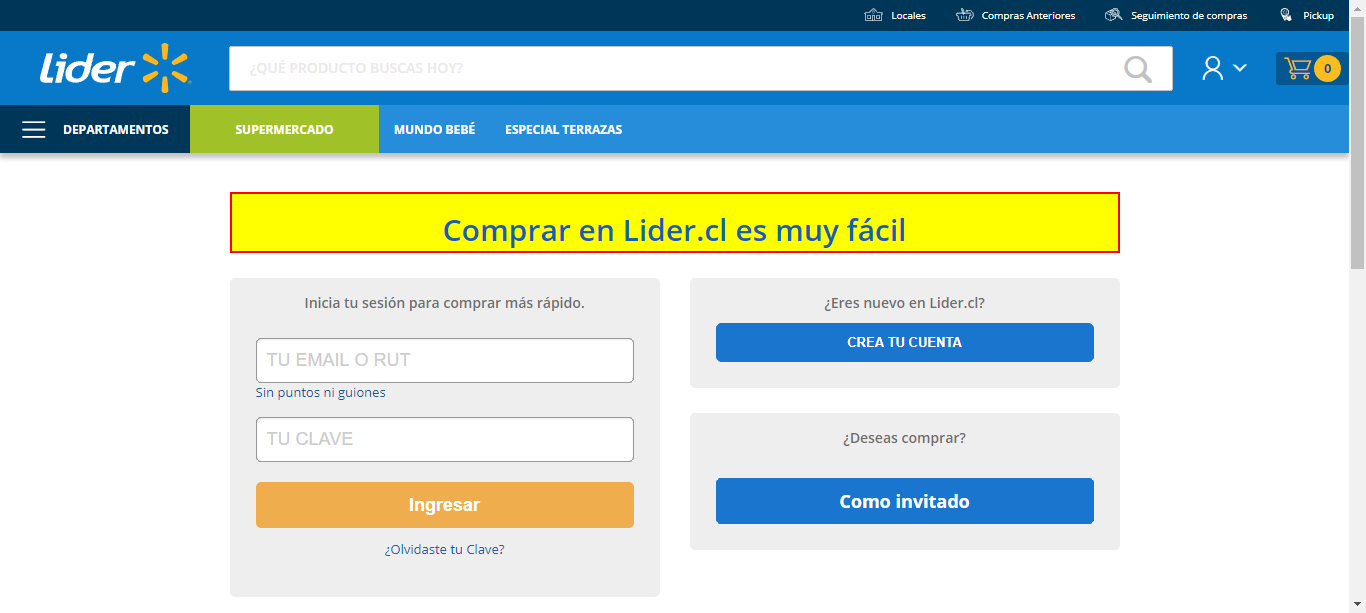 Locales Compras Anteriores Seguimiento de compras Pickup
Lider ¿QUÉ PRODUCTO BUSCAS HOY? 0
DEPARTAMENTOS SUPERMERCADO MUNDO BEBÉ ESPECIAL TERRAZAS
Comprar en Lider.cl es muy fácil
Inicia tu sesión para comprar más rápido.
TU EMAIL O RUT
Sin puntos ni guiones
TU CLAVE
Ingresar
¿Olvidaste tu Clave?
¿Eres nuevo en Lider.cl?
CREA TU CUENTA
¿Deseas comprar?
Como invitado